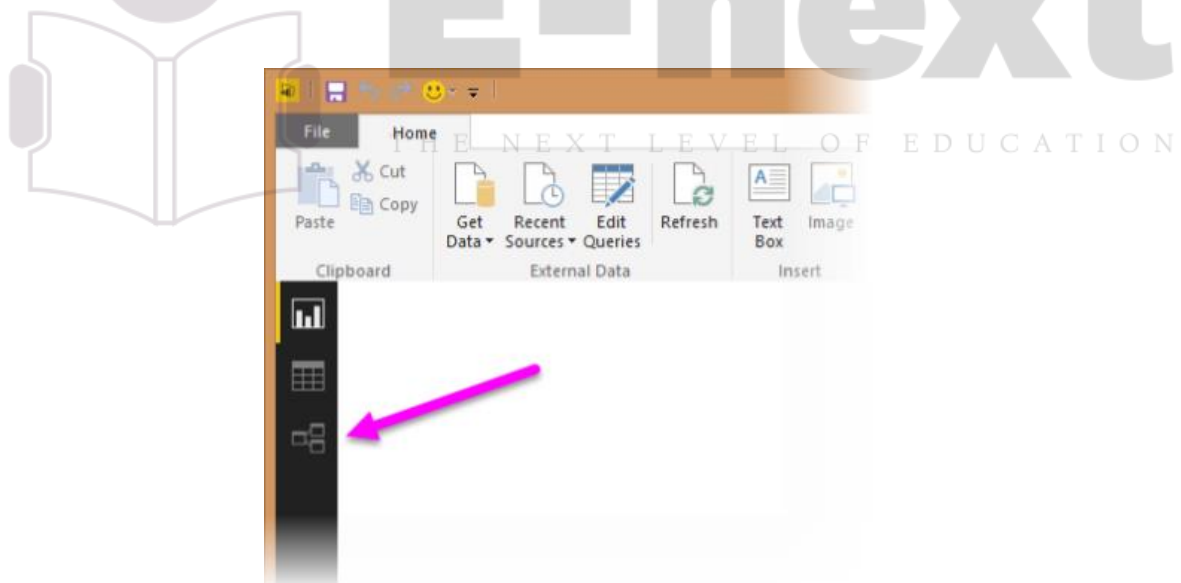 E-next
File Home
THE NEXT LEVEL OF EDUCATION
Cut
Copy
Paste
Get Data
Recent Sources
Edit Queries
Refresh
Text Box
Image
Clipboard
External Data
Insert